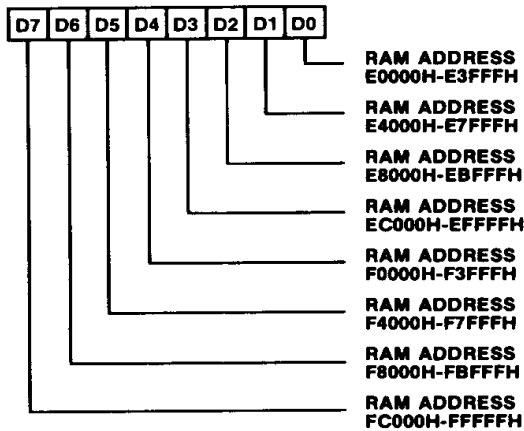 D7 D6 D5 D4 D3 D2 D1 D0
RAM ADDRESS
E0000H-E3FFFH
RAM ADDRESS
E4000H-E7FFFH
RAM ADDRESS
E8000H-EBFFFH
RAM ADDRESS
EC000H-EFFFFH
RAM ADDRESS
F0000H-F3FFFH
RAM ADDRESS
F4000H-F7FFFH
RAM ADDRESS
F8000H-FBFFFH
RAM ADDRESS
FC000H-FFFFFH